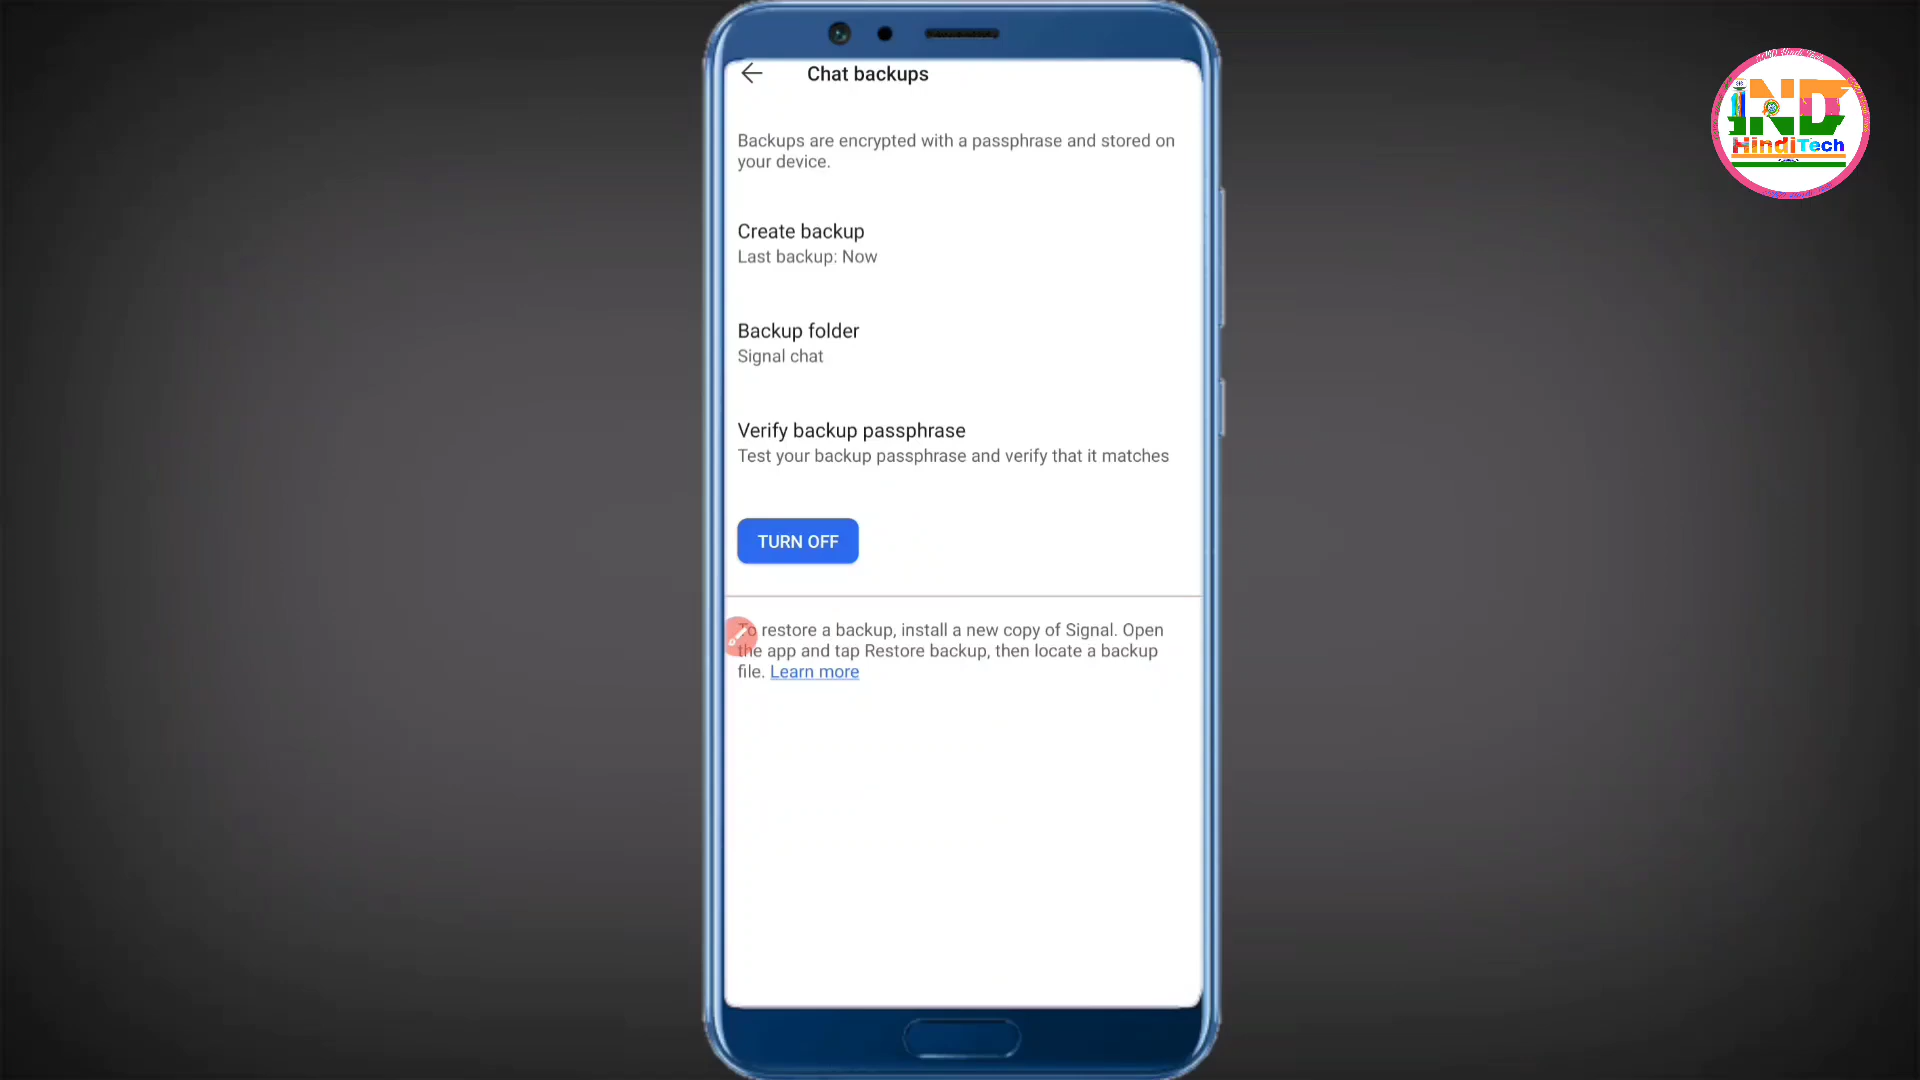 Chat backups
Backups are encrypted with a passphrase and stored on
your device.
Create backup
Last backup: Now
Backup folder
Signal chat
Verify backup passphrase
Test your backup passphrase and verify that it matches
TURN OFF
To restore a backup, install a new copy of Signal. Open
the app and tap Restore backup, then locate a backup
file. Learn more
IND
HindiTech